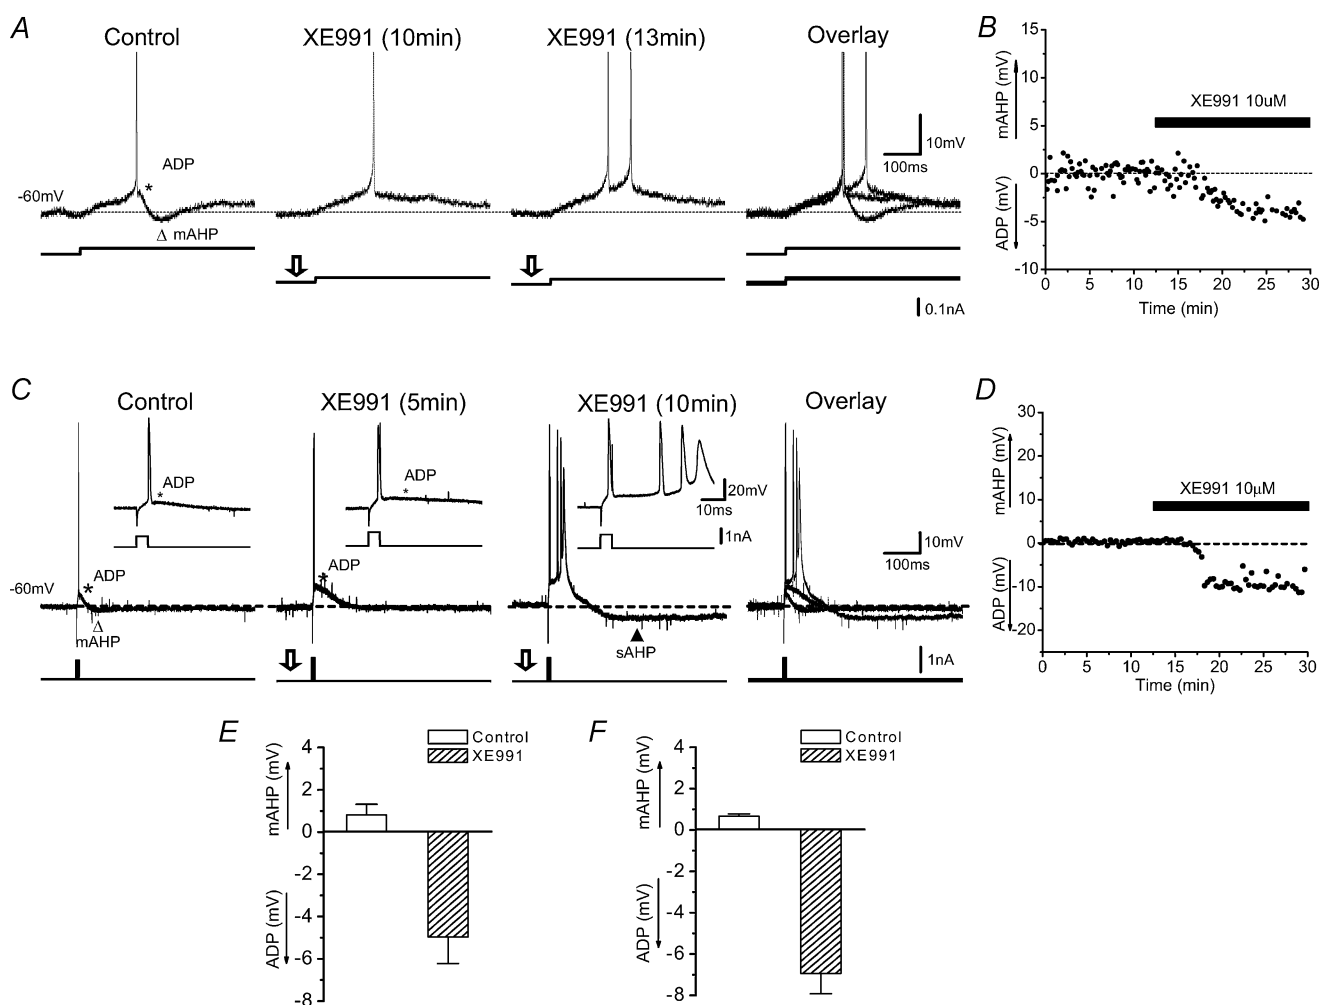 A
Control
XE991 (10min)
XE991 (13min)
Overlay
ADP
*
-60mV
Δ mAHP
10mV
100ms
0.1nA
B
15
10
5
0
-5
-10
mAHP (mV)
ADP (mV)
XE991 10uM
0 5 10 15 20 25 30
Time (min)
C
Control
XE991 (5min)
XE991 (10min)
Overlay
ADP
*
ADP
*
20mV
10ms
1nA
10mV
100ms
-60mV
* ADP
Δ
mAHP
* ADP
sAHP
1nA
D
30
20
10
0
-10
-20
mAHP (mV)
ADP (mV)
XE991 10μM
0 5 10 15 20 25 30
Time (min)
E
4
2
0
-2
-4
-6
-8
mAHP (mV)
ADP (mV)
Control
XE991
F
4
2
0
-2
-4
-6
-8
mAHP (mV)
ADP (mV)
Control
XE991